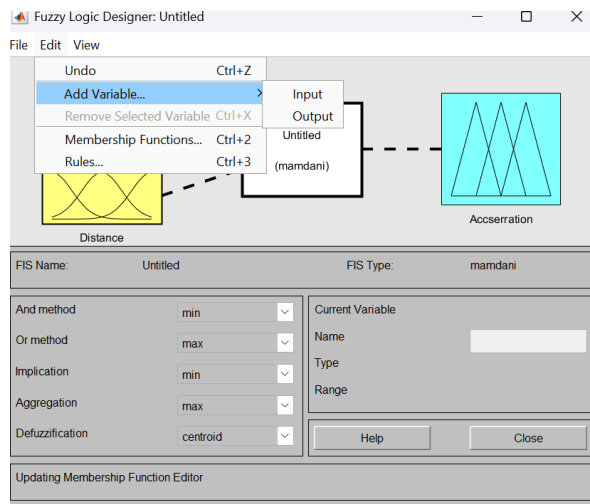 Fuzzy Logic Designer: Untitled
File Edit View
Undo Ctrl+Z
Add Variable... >
Input
Remove Selected Variable Ctrl+X
Output
Membership Functions... Ctrl+2
Rules... Ctrl+3
Untitled
(mamdani)
Distance
Accserration
FIS Name: Untitled FIS Type: mamdani
And method min
Or method max
Implication min
Aggregation max
Defuzzification centroid
Current Variable
Name
Type
Range
Help Close
Updating Membership Function Editor